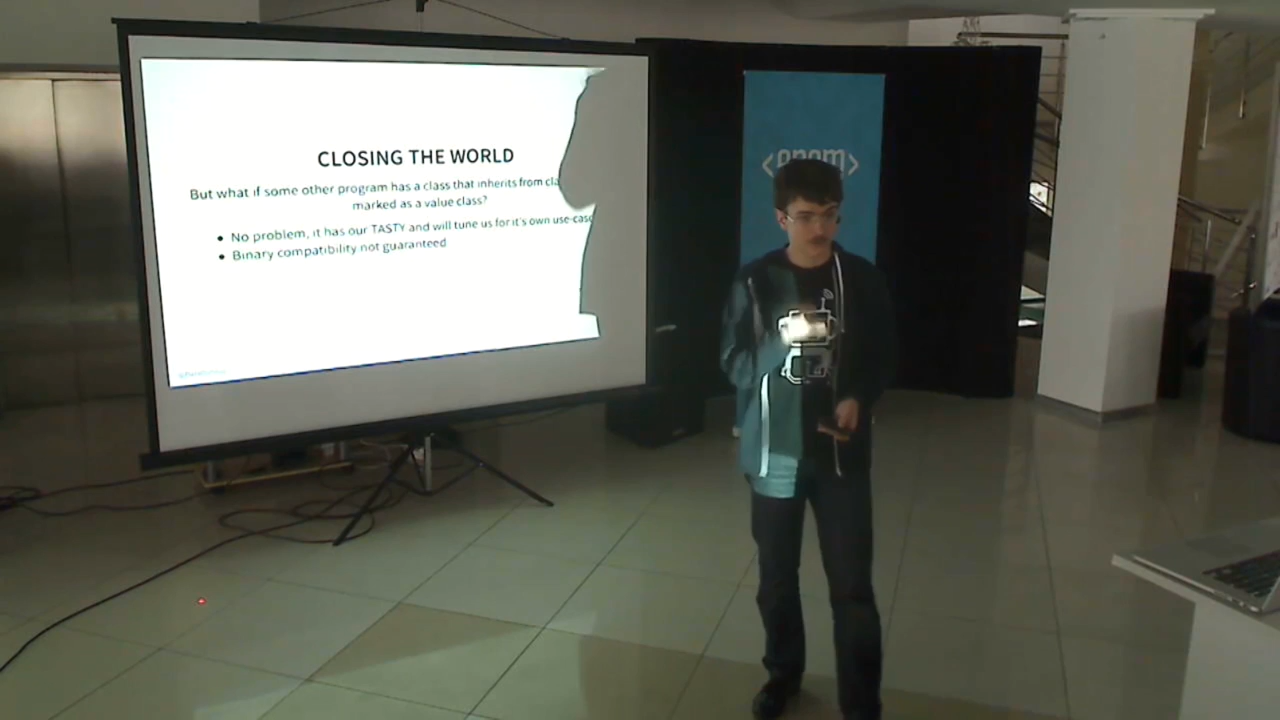 CLOSING THE WORLD
But what if some other program has a class that inherits from
marked as a value class?
No problem, it has our TASTY and will tune us for it's own use-case
Binary compatibility not guaranteed